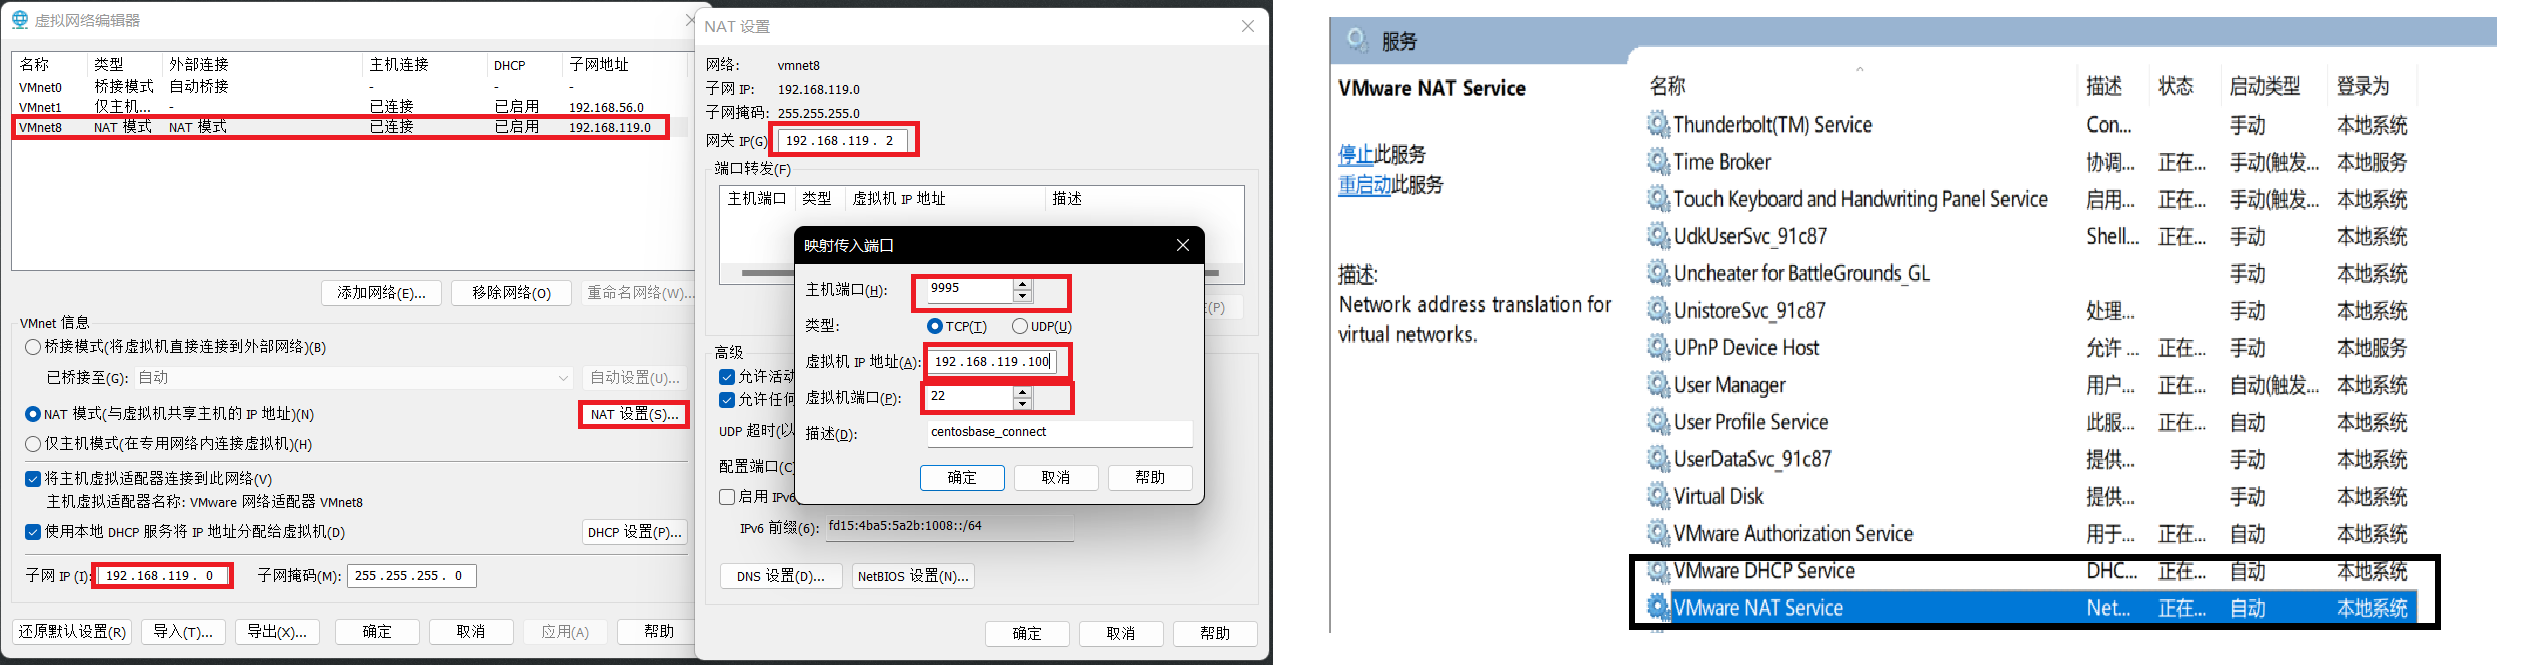 虚拟网络编辑器
名称 类型 外部连接 主机连接 DHCP 子网地址
VMnet0 桥接模式 自动桥接 - - -
VMnet1 仅主机... - 已连接 已启用 192.168.56.0
VMnet8 NAT 模式 NAT 模式 已连接 已启用 192.168.119.0
添加网络(E)... 移除网络(O) 重命名网络(W)...
VMnet 信息
桥接模式(将虚拟机直接连接到外部网络)(B)
已桥接至(G): 自动 自动设置(U)...
NAT 模式(与虚拟机共享主机的 IP 地址)(N) NAT 设置(S)...
仅主机模式(在专用网络内连接虚拟机)(H)
将主机虚拟适配器连接到此网络(V)
主机虚拟适配器名称: VMware 网络适配器 VMnet8
使用本地 DHCP 服务将 IP 地址分配给虚拟机(D) DHCP 设置(P)...
子网 IP (I): 192.168.119. 0 子网掩码(M): 255.255.255. 0
还原默认设置(R) 导入(T)... 导出(X)... 确定 取消 应用(A) 帮助
NAT 设置
网络: vmnet8
子网 IP: 192.168.119.0
子网掩码: 255.255.255.0
网关 IP(G) 192.168.119. 2
端口转发(F)
主机端口 类型 虚拟机 IP 地址 描述
(P)
高级
允许活动
允许任何
UDP 超时(以
配置端口(C)
启用 IPv6
IPv6 前缀(6): fd15:4ba5:5a2b:1008::/64
DNS 设置(D)... NetBIOS 设置(N)...
确定 取消 帮助
映射传入端口
主机端口(H): 9995
类型: TCP(T) UDP(U)
虚拟机 IP 地址(A): 192.168.119.100
虚拟机端口(P): 22
描述(D): centosbase_connect
确定 取消 帮助
服务
VMware NAT Service
停止此服务
重启动此服务
描述:
Network address translation for
virtual networks.
名称 描述 状态 启动类型 登录为
Thunderbolt(TM) Service Con... 手动 本地系统
Time Broker 协调... 正在... 手动(触发... 本地服务
Touch Keyboard and Handwriting Panel Service 启用... 正在... 手动(触发... 本地系统
UdkUserSvc_91c87 Shell... 正在... 手动 本地系统
Uncheater for BattleGrounds_GL 手动 本地系统
UnistoreSvc_91c87 处理... 手动 本地系统
UPnP Device Host 允许 ... 正在... 手动 本地服务
User Manager 用户... 正在... 自动(触发... 本地系统
User Profile Service 此服... 正在... 自动 本地系统
UserDataSvc_91c87 提供... 手动 本地系统
Virtual Disk 提供... 手动 本地系统
VMware Authorization Service 用于... 正在... 自动 本地系统
VMware DHCP Service DHC... 正在... 自动 本地系统
VMware NAT Service Net... 正在... 自动 本地系统